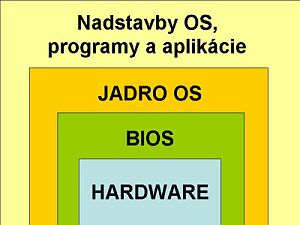 Nadstavby OS,
programy a aplikácie
JADRO OS
BIOS
HARDWARE